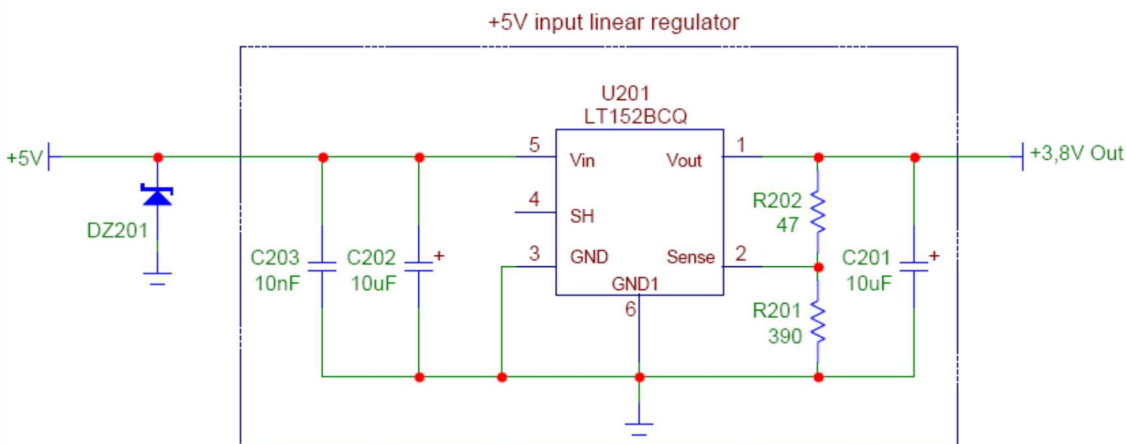 +5V input linear regulator
U201
LT152BCQ
+5V
5
Vin
Vout
1
+3,8V Out
4
SH
R202
47
DZ201
C203
10nF
C202
10uF
+
3
GND
Sense
2
C201
10uF
+
GND1
6
R201
390